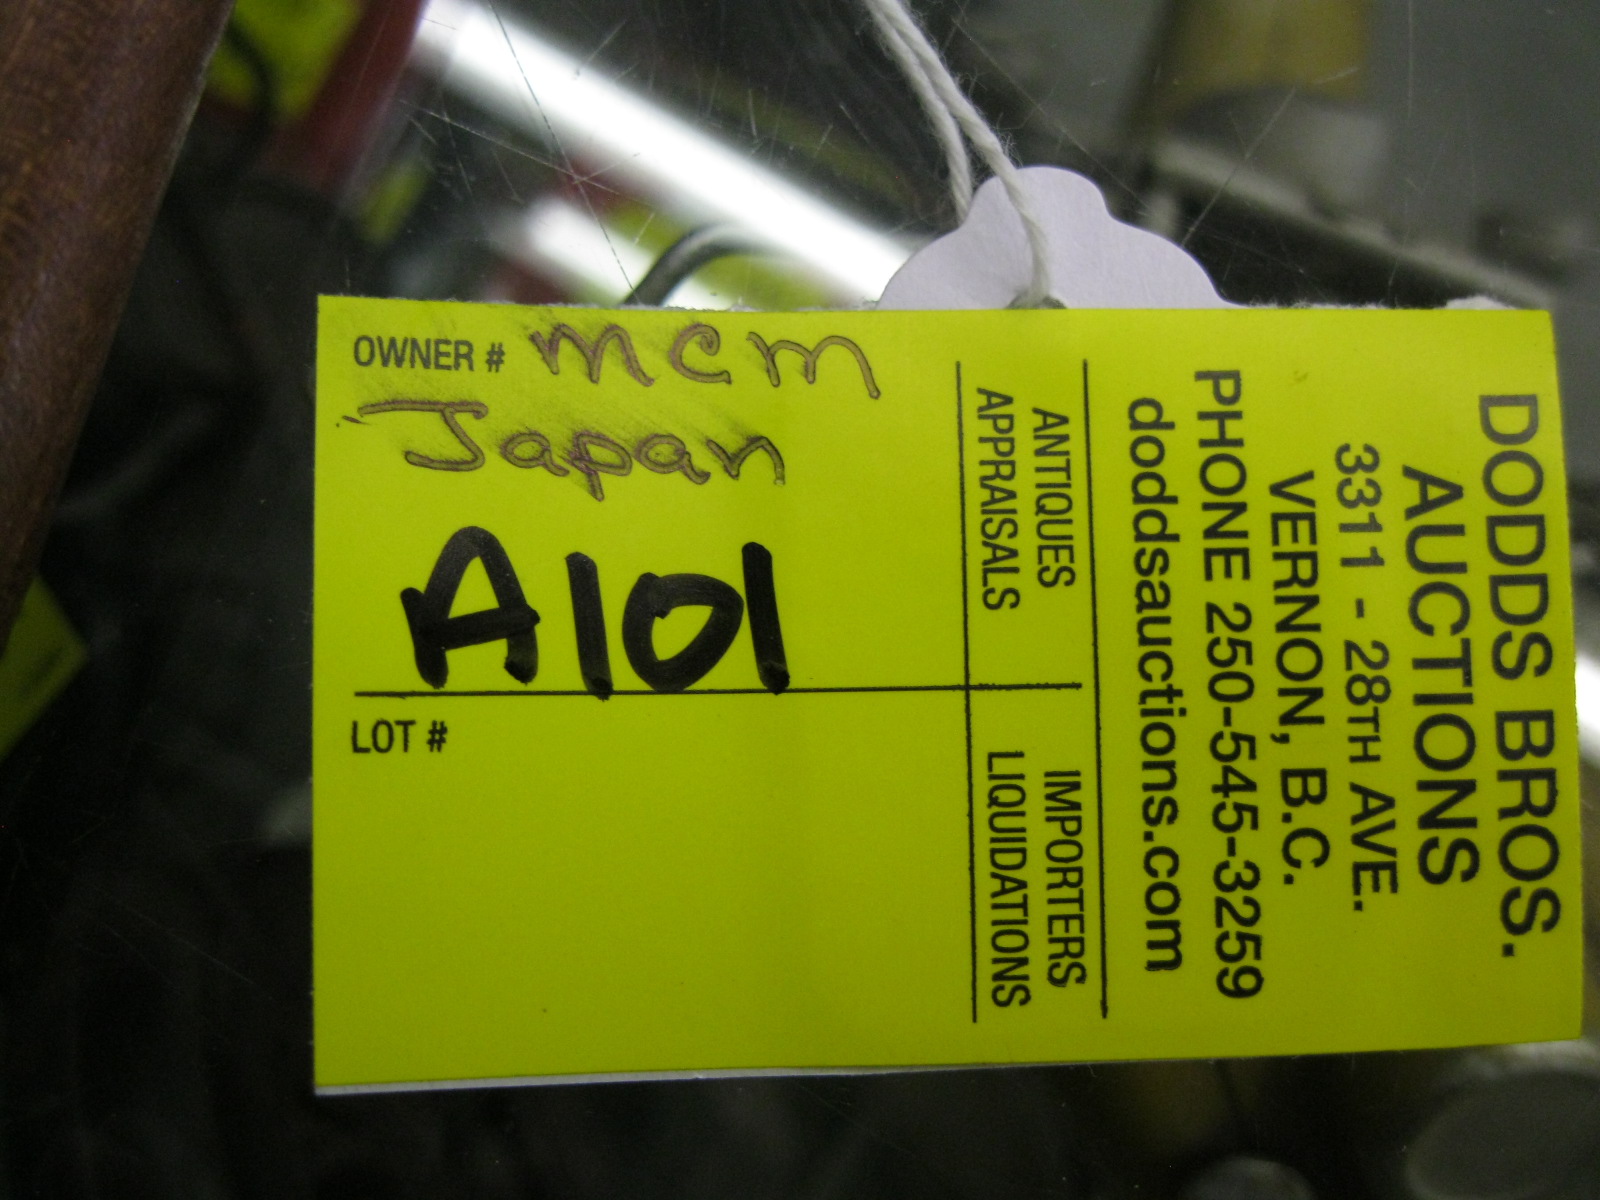 DODDS BROS.
AUCTIONS
3311 - 28TH AVE.
VERNON, B.C.
PHONE 250-545-3259
doddsauctions.com
ANTIQUES
APPRAISALS
IMPORTERS
LIQUIDATIONS
OWNER # mcm
Japan
A101
LOT #